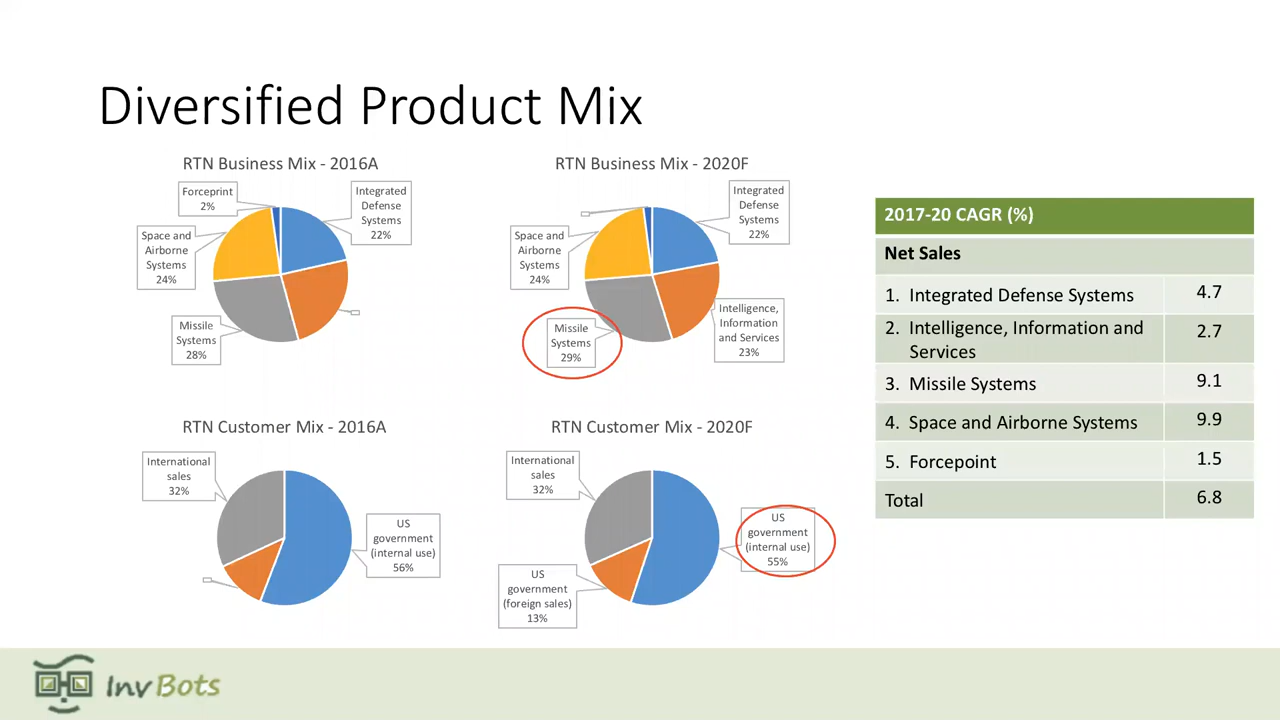 Diversified Product Mix
RTN Business Mix - 2016A
Forceprint
2%
Integrated
Defense
Systems
22%
Space and
Airborne
Systems
24%
Missile
Systems
28%
RTN Business Mix - 2020F
Integrated
Defense
Systems
22%
Space and
Airborne
Systems
24%
Missile
Systems
29%
Intelligence,
Information
and Services
23%
RTN Customer Mix - 2016A
International
sales
32%
US
government
(internal use)
56%
RTN Customer Mix - 2020F
International
sales
32%
US
government
(internal use)
55%
US
government
(foreign sales)
13%
2017-20 CAGR (%)
Net Sales
1. Integrated Defense Systems 4.7
2. Intelligence, Information and 2.7
Services
3. Missile Systems 9.1
4. Space and Airborne Systems 9.9
5. Forcepoint 1.5
Total 6.8
InvBots